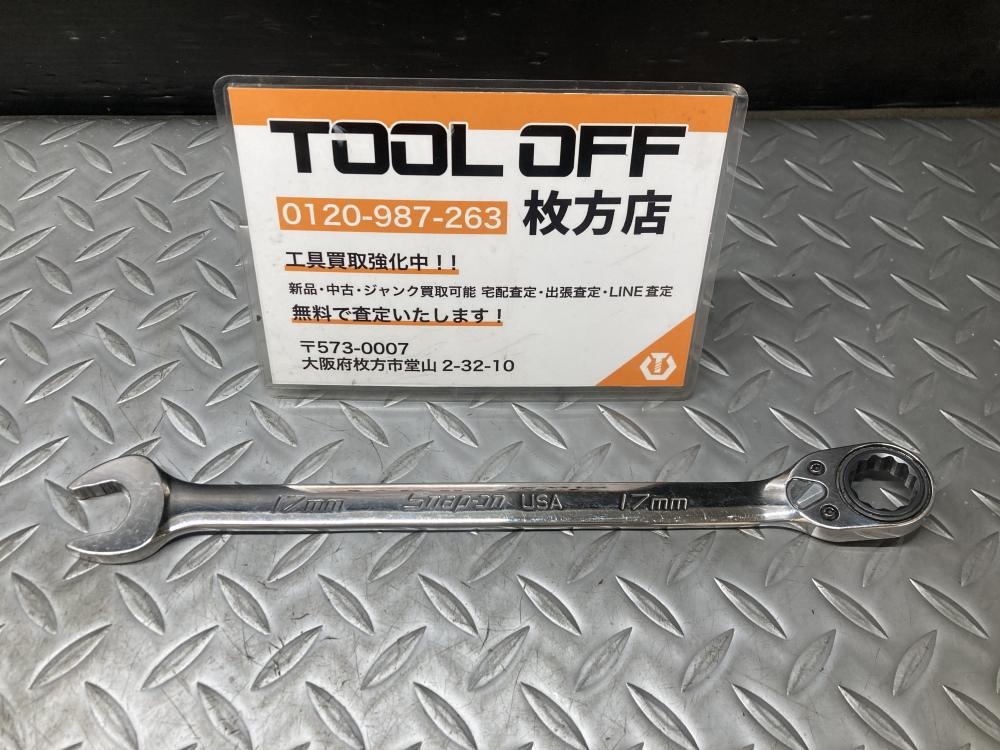 TOOL OFF
0120-987-263 枚方店
工具買取強化中!!
新品・中古・ジャンク買取可能 宅配査定・出張査定・LINE査定
無料で査定いたします!
〒573-0007
大阪府枚方市堂山 2-32-10
17mm Snap-on USA 17mm